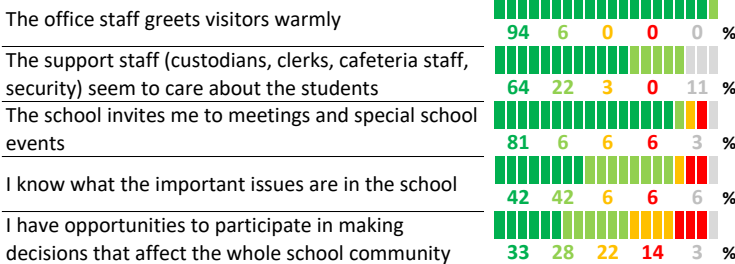 The office staff greets visitors warmly
94 6 0 0 0 %
The support staff (custodians, clerks, cafeteria staff,
security) seem to care about the students
64 22 3 0 11 %
The school invites me to meetings and special school
events
81 6 6 6 3 %
I know what the important issues are in the school
42 42 6 6 6 %
I have opportunities to participate in making
decisions that affect the whole school community
33 28 22 14 3 %